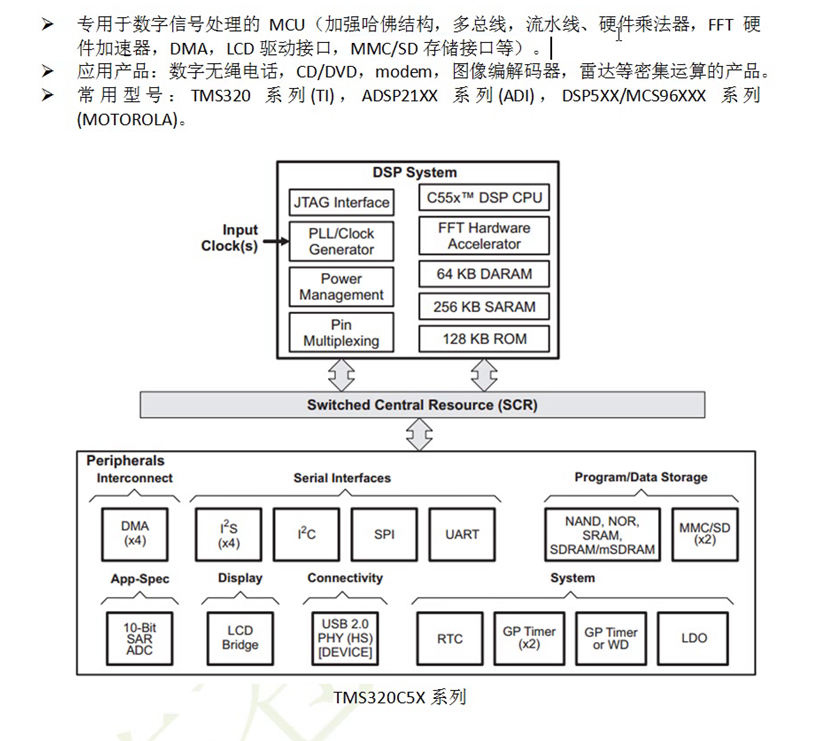 ➢ 专用于数字信号处理的 MCU（加强哈佛结构，多总线，流水线、硬件乘法器，FFT 硬
件加速器，DMA，LCD 驱动接口，MMC/SD 存储接口等）。
➢ 应用产品：数字无绳电话，CD/DVD，modem，图像编解码器，雷达等密集运算的产品。
➢ 常用型号：TMS320 系列(TI)，ADSP21XX 系列(ADI)，DSP5XX/MCS96XXX 系列
(MOTOROLA)。
DSP System
JTAG Interface
C55x™ DSP CPU
Input
Clock(s)
PLL/Clock
Generator
FFT Hardware
Accelerator
Power
Management
64 KB DARAM
256 KB SARAM
Pin
Multiplexing
128 KB ROM
Switched Central Resource (SCR)
Peripherals
Interconnect
Serial Interfaces
Program/Data Storage
DMA
(x4)
I²S
(x4)
I²C
SPI
UART
NAND, NOR,
SRAM,
SDRAM/mSDRAM
MMC/SD
(x2)
App-Spec
Display
Connectivity
System
10-Bit
SAR
ADC
LCD
Bridge
USB 2.0
PHY (HS)
[DEVICE]
RTC
GP Timer
(x2)
GP Timer
or WD
LDO
TMS320C5X 系列